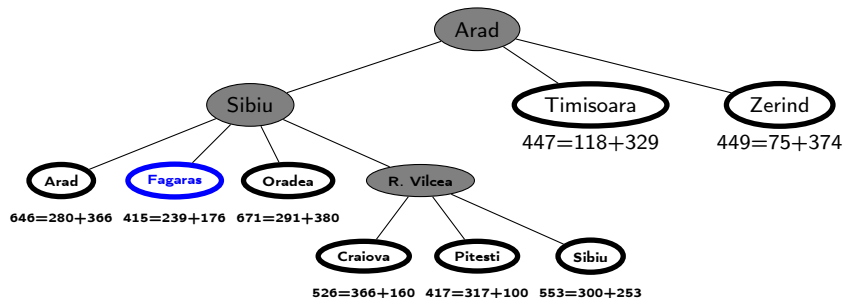 Arad
Sibiu
Timisoara
Zerind
447=118+329
449=75+374
Arad
Fagaras
Oradea
R. Vilcea
646=280+366
415=239+176
671=291+380
Craiova
Pitesti
Sibiu
526=366+160
417=317+100
553=300+253